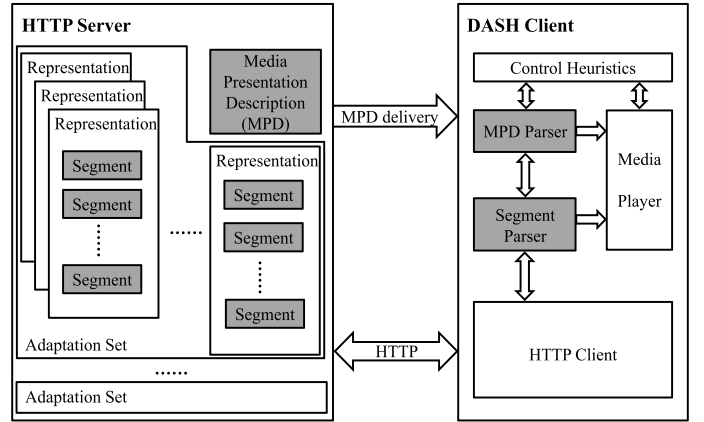 HTTP Server
Representation
Representation
Representation
Segment
Segment
Segment
......
Media
Presentation
Description
(MPD)
Representation
Segment
Segment
Segment
Adaptation Set
......
Adaptation Set
MPD delivery
HTTP
DASH Client
Control Heuristics
MPD Parser
Segment
Parser
Media
Player
HTTP Client